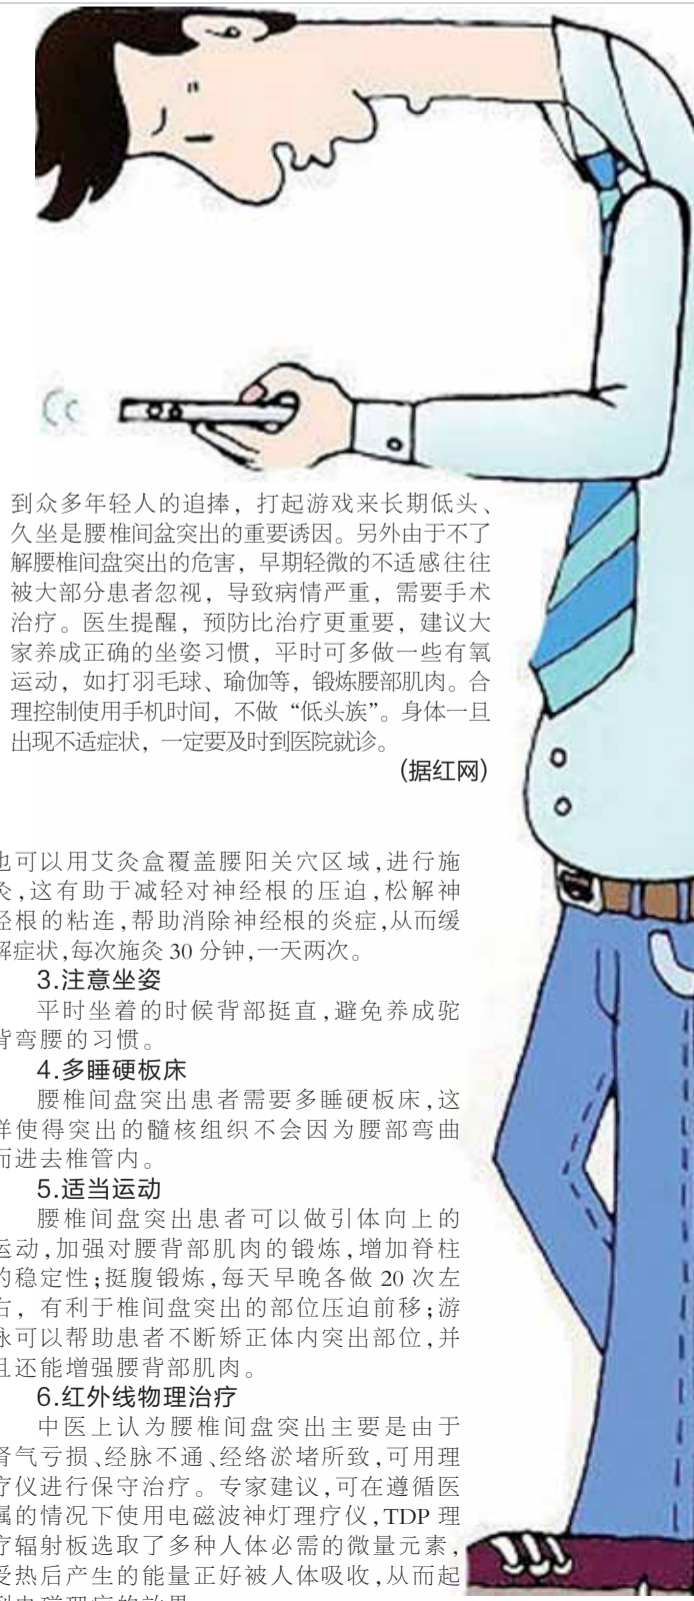 到众多年轻人的追捧，打起游戏来长期低头、
久坐是腰椎间盆突出的重要诱因。另外由于不了
解腰椎间盘突出的危害，早期轻微的不适感往往
被大部分患者忽视，导致病情严重，需要手术
治疗。医生提醒，预防比治疗更重要，建议大
家养成正确的坐姿习惯，平时可多做一些有氧
运动，如打羽毛球、瑜伽等，锻炼腰部肌肉。合
理控制使用手机时间，不做“低头族”。身体一旦
出现不适症状，一定要及时到医院就诊。
（据红网）
也可以用艾灸盒覆盖腰阳关穴区域，进行施
灸，这有助于减轻对神经根的压迫，松解神
经根的粘连，帮助消除神经根的炎症，从而缓
解症状，每次施灸 30 分钟，一天两次。
3.注意坐姿
平时坐着的时候背部挺直，避免养成驼
背弯腰的习惯。
4.多睡硬板床
腰椎间盘突出患者需要多睡硬板床，这
样使得突出的髓核组织不会因为腰部弯曲
而进去椎管内。
5.适当运动
腰椎间盘突出患者可以做引体向上的
运动，加强对腰背部肌肉的锻炼，增加脊柱
的稳定性；挺腹锻炼，每天早晚各做 20 次左
右，有利于椎间盘突出的部位压迫前移；游
泳可以帮助患者不断矫正体内突出部位，并
且还能增强腰背部肌肉。
6.红外线物理治疗
中医上认为腰椎间盘突出主要是由于
肾气亏损、经脉不通、经络淤堵所致，可用理
疗仪进行保守治疗。专家建议，可在遵循医
属的情况下使用电磁波神灯理疗仪，TDP 理
疗辐射板选取了多种人体必需的微量元素，
受热后产生的能量正好被人体吸收，从而起